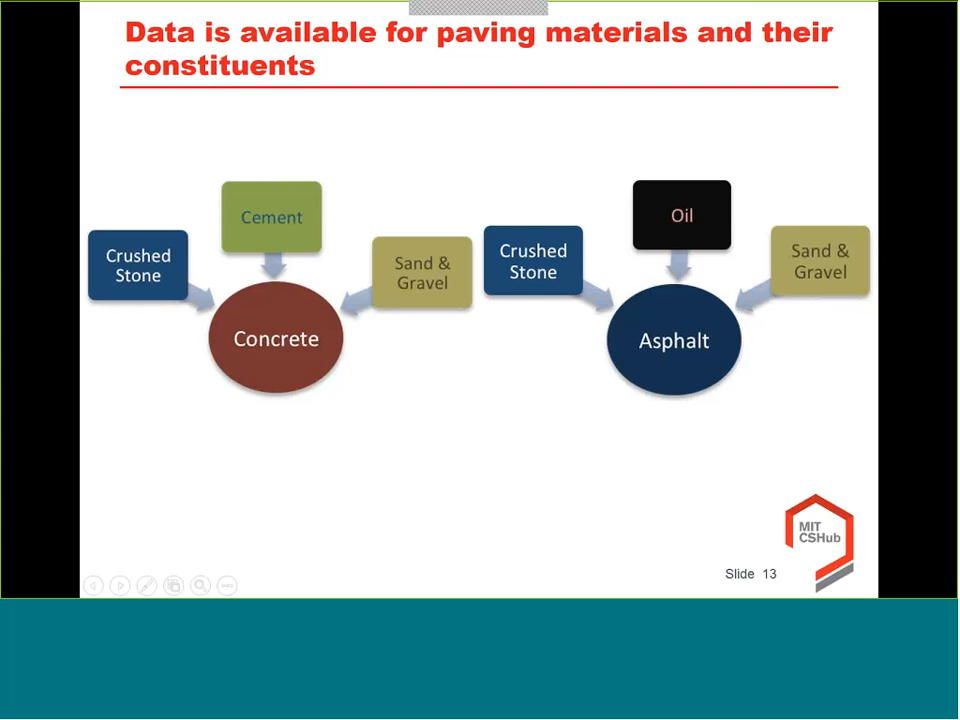 Data is available for paving materials and their
constituents
Cement
Crushed
Stone
Sand &
Gravel
Concrete
Oil
Crushed
Stone
Sand &
Gravel
Asphalt
MIT
CSHub
Slide 13